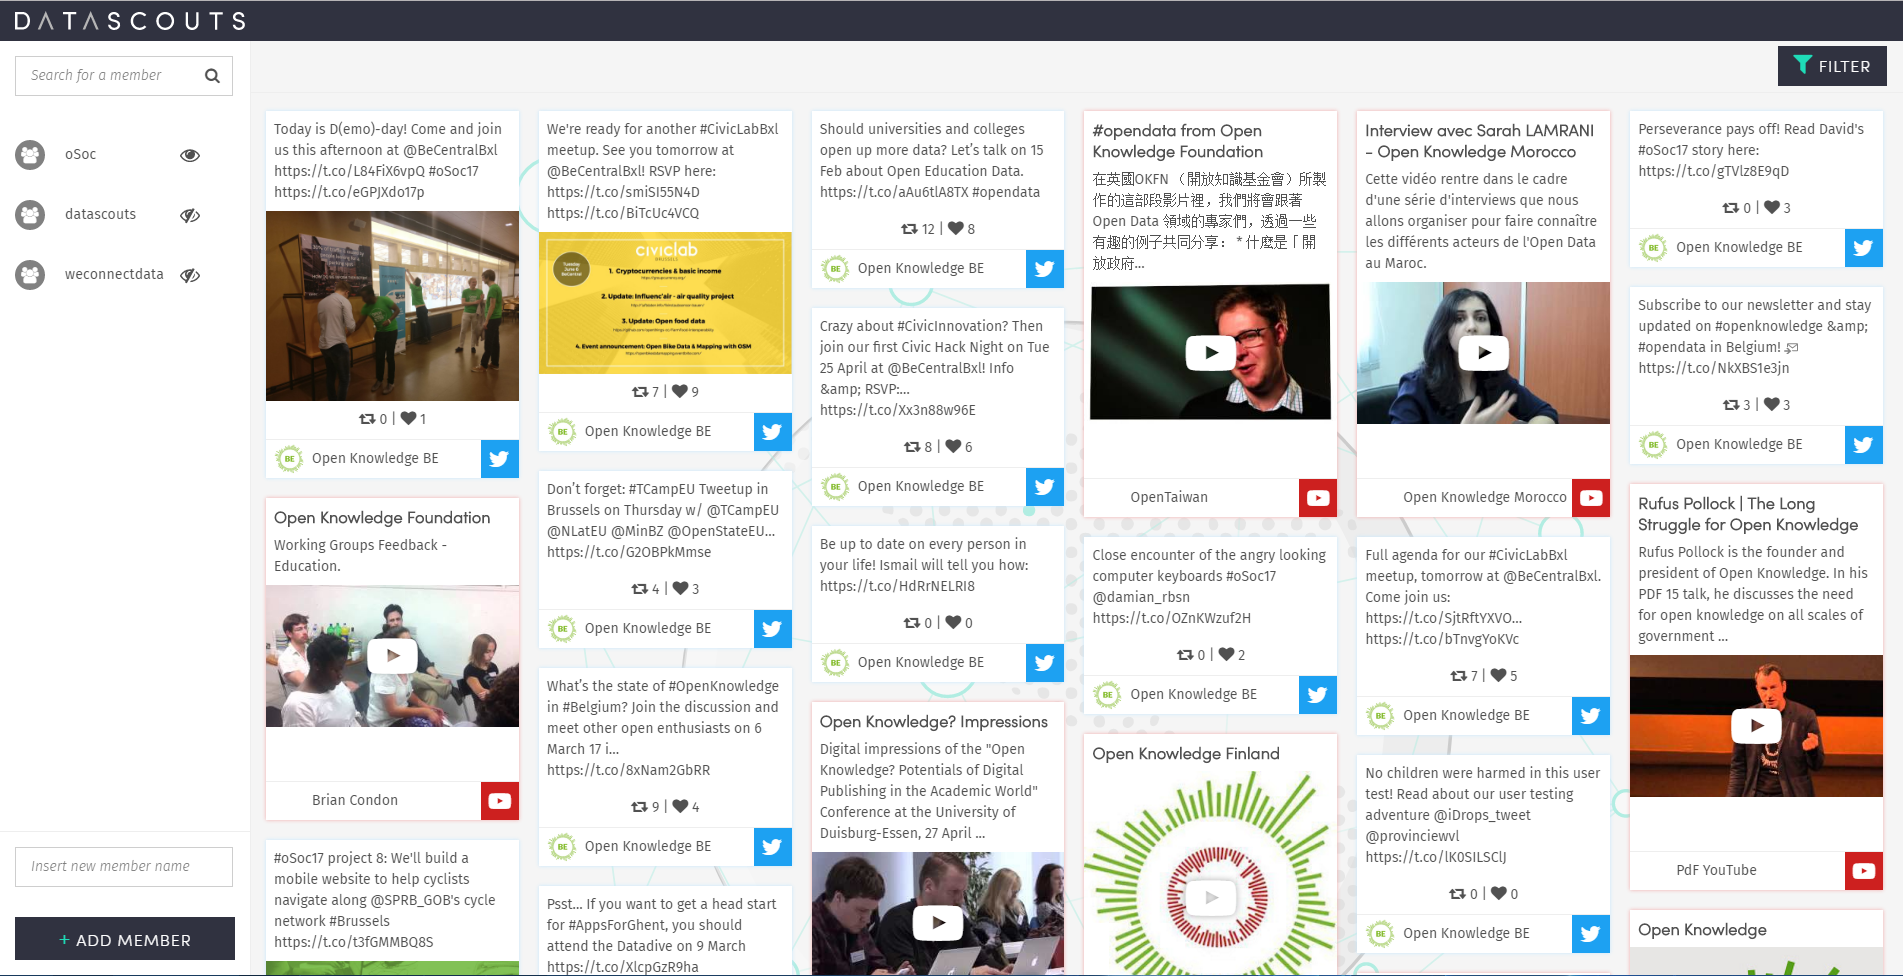 DATASCOUTS
Search for a member
FILTER
oSoc
datascouts
weconnectdata
Insert new member name
+ ADD MEMBER
Today is D(emo)-day! Come and join
us this afternoon at @BeCentralBxl
https://t.co/L84FiX6vpQ #oSoc17
https://t.co/eGPJXdo17p
0 | 1
BE Open Knowledge BE
Open Knowledge Foundation
Working Groups Feedback -
Education.
Brian Condon
#oSoc17 project 8: We'll build a
mobile website to help cyclists
navigate along @SPRB_GOB's cycle
network #Brussels
https://t.co/t3fGMMBQ8S
We're ready for another #CivicLabBxl
meetup. See you tomorrow at
@BeCentralBxl! RSVP here:
https://t.co/smiSI55N4D
https://t.co/BiTcUc4VCQ
civiclab
BRUSSELS
Tuesday
June 6
BeCentral
1. Cryptocurrencies & basic income
2. Update: Influenc'air - air quality project
3. Update: Open food data
4. Event announcement: Open Bike Data & Mapping with OSM
7 | 9
BE Open Knowledge BE
Don’t forget: #TCampEU Tweetup in
Brussels on Thursday w/ @TCampEU
@NLatEU @MinBZ @OpenStateEU…
https://t.co/G2OBPkMmse
4 | 3
BE Open Knowledge BE
What’s the state of #OpenKnowledge
in #Belgium? Join the discussion and
meet other open enthusiasts on 6
March 17 i…
https://t.co/8xNam2GbRR
9 | 4
BE Open Knowledge BE
Psst... If you want to get a head start
for #AppsForGhent, you should
attend the Datadive on 9 March
https://t.co/XlcpGzR9ha
Should universities and colleges
open up more data? Let’s talk on 15
Feb about Open Education Data.
https://t.co/aAu6tlA8TX #opendata
12 | 8
BE Open Knowledge BE
Crazy about #CivicInnovation? Then
join our first Civic Hack Night on Tue
25 April at @BeCentralBxl! Info
&amp; RSVP:…
https://t.co/Xx3n88w96E
8 | 6
BE Open Knowledge BE
Be up to date on every person in
your life! Ismail will tell you how:
https://t.co/HdRrNELRI8
0 | 0
BE Open Knowledge BE
Open Knowledge? Impressions
Digital impressions of the "Open
Knowledge? Potentials of Digital
Publishing in the Academic World"
Conference at the University of
Duisburg-Essen, 27 April ...
#opendata from Open
Knowledge Foundation
在英國OKFN （開放知識基金會）所製
作的這部段影片裡，我們將會跟著
Open Data 領域的專家們，透過一些
有趣的例子共同分享： * 什麼是「開
放政府...
OpenTaiwan
Close encounter of the angry looking
computer keyboards #oSoc17
@damian_rbsn
https://t.co/OZnKWzuf2H
0 | 2
BE Open Knowledge BE
Open Knowledge Finland
Interview avec Sarah LAMRANI
- Open Knowledge Morocco
Cette vidéo rentre dans le cadre
d'une série d'interviews que nous
allons organiser pour faire connaître
les différents acteurs de l'Open Data
au Maroc.
Open Knowledge Morocco
Full agenda for our #CivicLabBxl
meetup, tomorrow at @BeCentralBxl.
Come join us:
https://t.co/SjtRftYXVO…
https://t.co/bTnvgYoKVc
7 | 5
BE Open Knowledge BE
No children were harmed in this user
test! Read about our user testing
adventure @iDrops_tweet
@provinciewvl
https://t.co/lK0SILSClJ
0 | 0
BE Open Knowledge BE
Perseverance pays off! Read David's
#oSoc17 story here:
https://t.co/gTVlz8E9qD
0 | 3
BE Open Knowledge BE
Subscribe to our newsletter and stay
updated on #openknowledge &amp;
#opendata in Belgium!
https://t.co/NkXBS1e3jn
3 | 3
BE Open Knowledge BE
Rufus Pollock | The Long
Struggle for Open Knowledge
Rufus Pollock is the founder and
president of Open Knowledge. In his
PDF 15 talk, he discusses the need
for open knowledge on all scales of
government ...
PdF YouTube
Open Knowledge